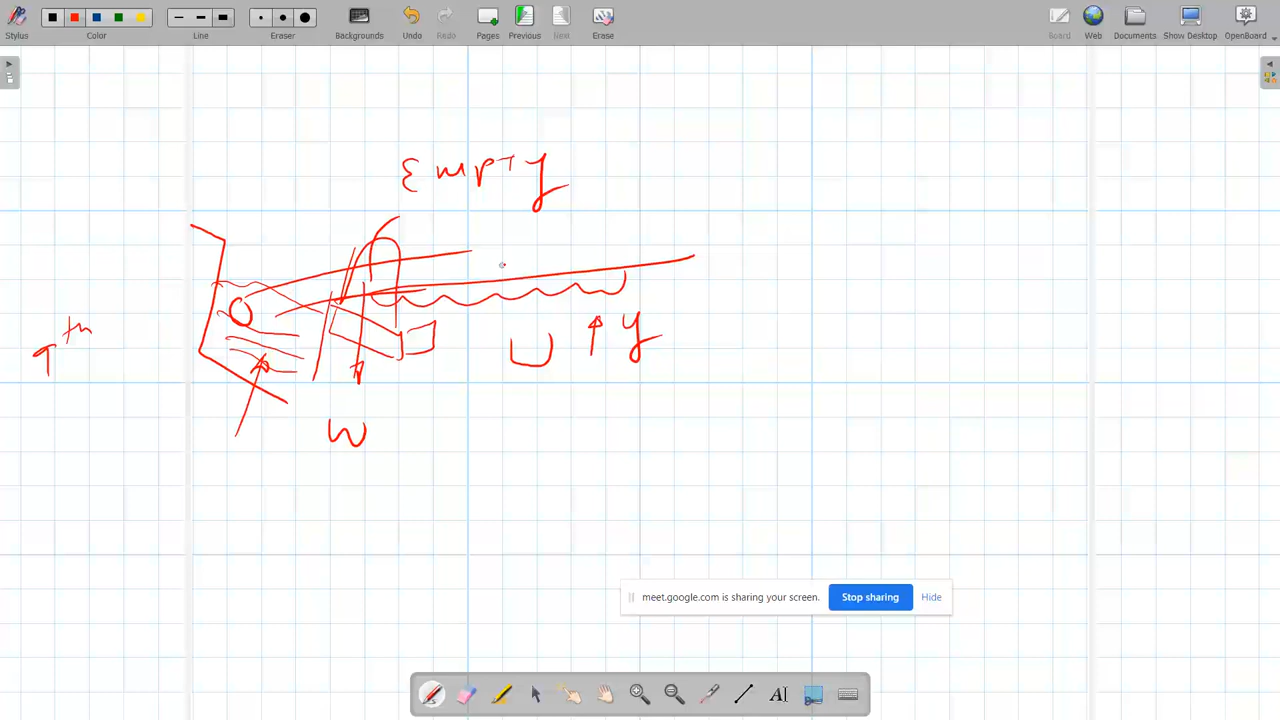 Stylus
Color
Line
Eraser
Backgrounds
Undo
Redo
Pages
Previous
Next
Erase
Board
Web
Documents
Show Desktop
OpenBoard
EMPTY
U ↑ y
W
meet.google.com is sharing your screen.
Stop sharing
Hide
AI